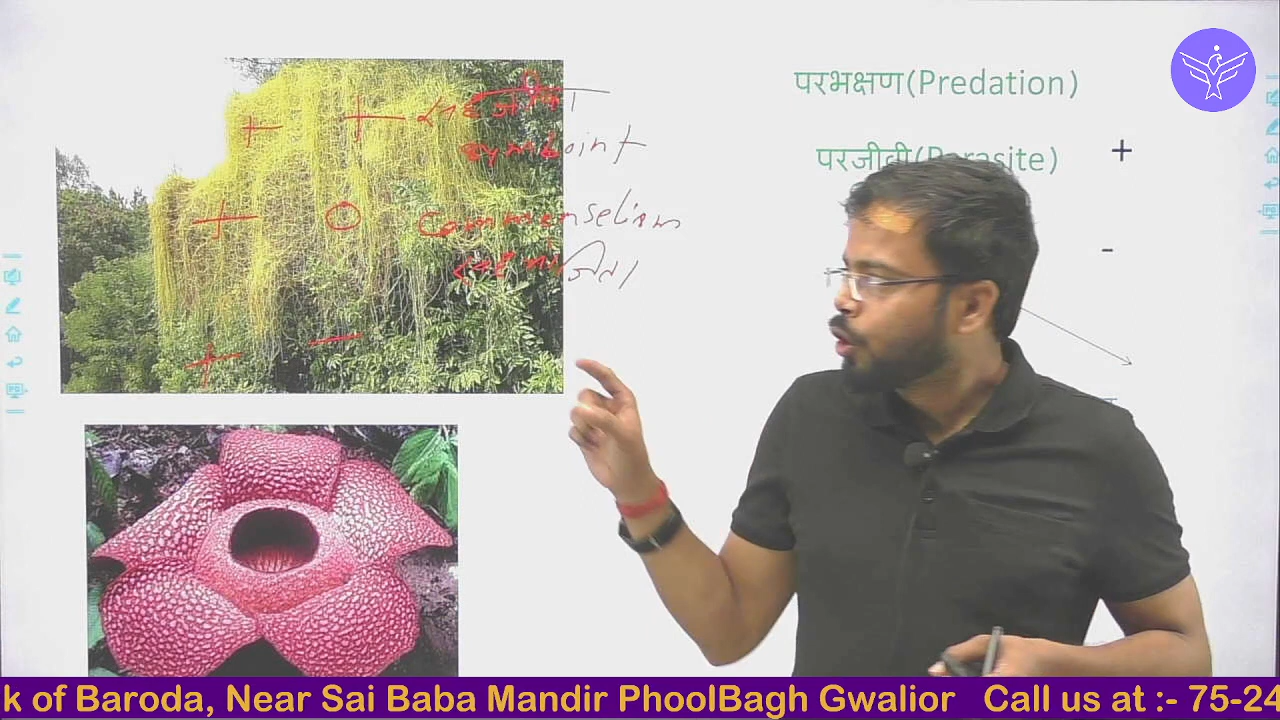 परभक्षण(Predation)
परजीवी(Parasite)
+
-
+ +
+ O commenselism
+ -
k of Baroda, Near Sai Baba Mandir PhoolBagh Gwalior Call us at :- 75-24